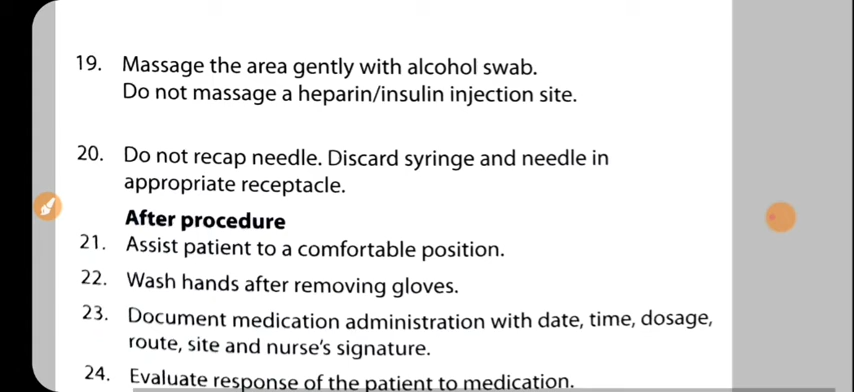 19. Massage the area gently with alcohol swab.
Do not massage a heparin/insulin injection site.
20. Do not recap needle. Discard syringe and needle in
appropriate receptacle.
After procedure
21. Assist patient to a comfortable position.
22. Wash hands after removing gloves.
23. Document medication administration with date, time, dosage,
route, site and nurse's signature.
24. Evaluate response of the patient to medication.